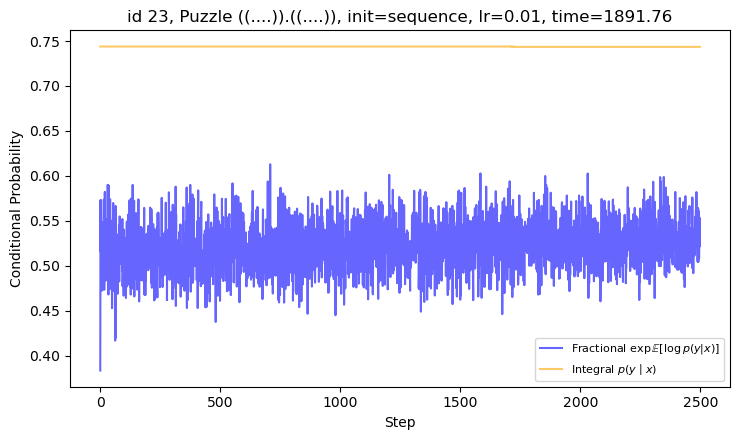 id 23, Puzzle ((....)).((....)), init=sequence, lr=0.01, time=1891.76
Conditional Probability
0.75
0.70
0.65
0.60
0.55
0.50
0.45
0.40
Fractional exp 𝔼[log p(y|x)]
Integral p(y | x)
0
500
1000
1500
2000
2500
Step